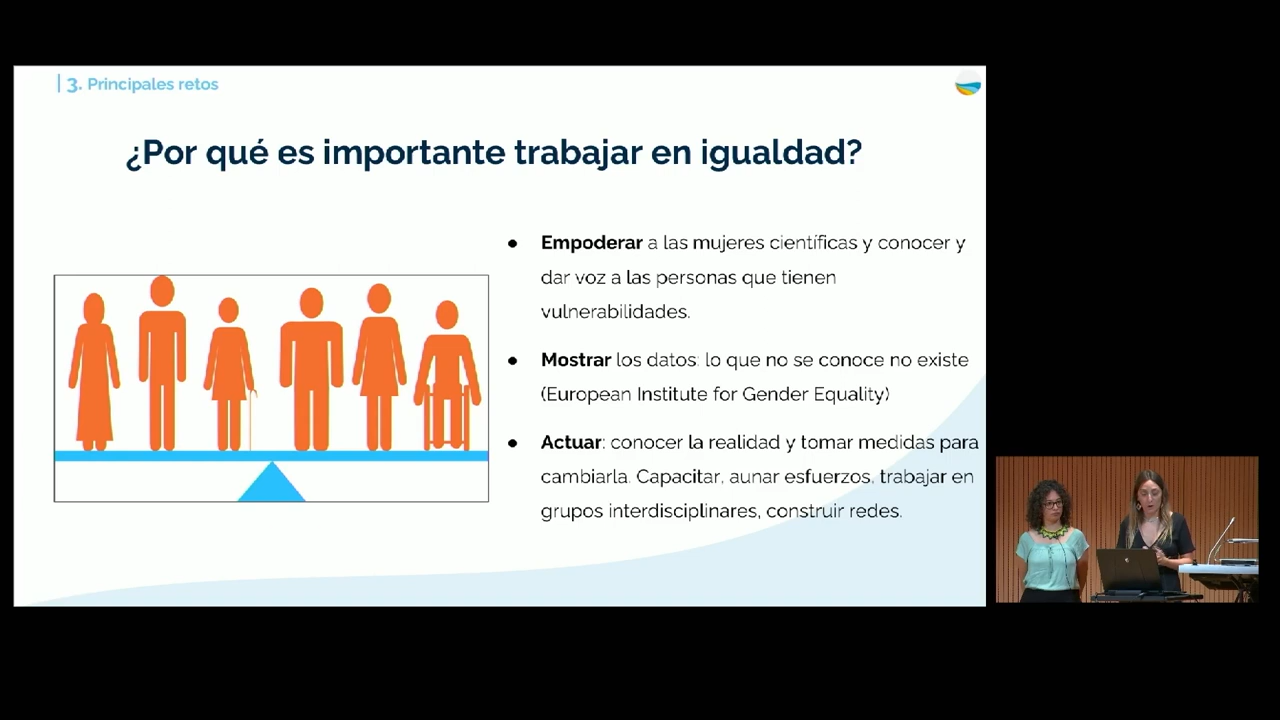 | 3. Principales retos
¿Por qué es importante trabajar en igualdad?
● Empoderar a las mujeres científicas y conocer y
dar voz a las personas que tienen
vulnerabilidades.
● Mostrar los datos: lo que no se conoce no existe
(European Institute for Gender Equality)
● Actuar: conocer la realidad y tomar medidas para
cambiarla. Capacitar, aunar esfuerzos, trabajar en
grupos interdisciplinares, construir redes.